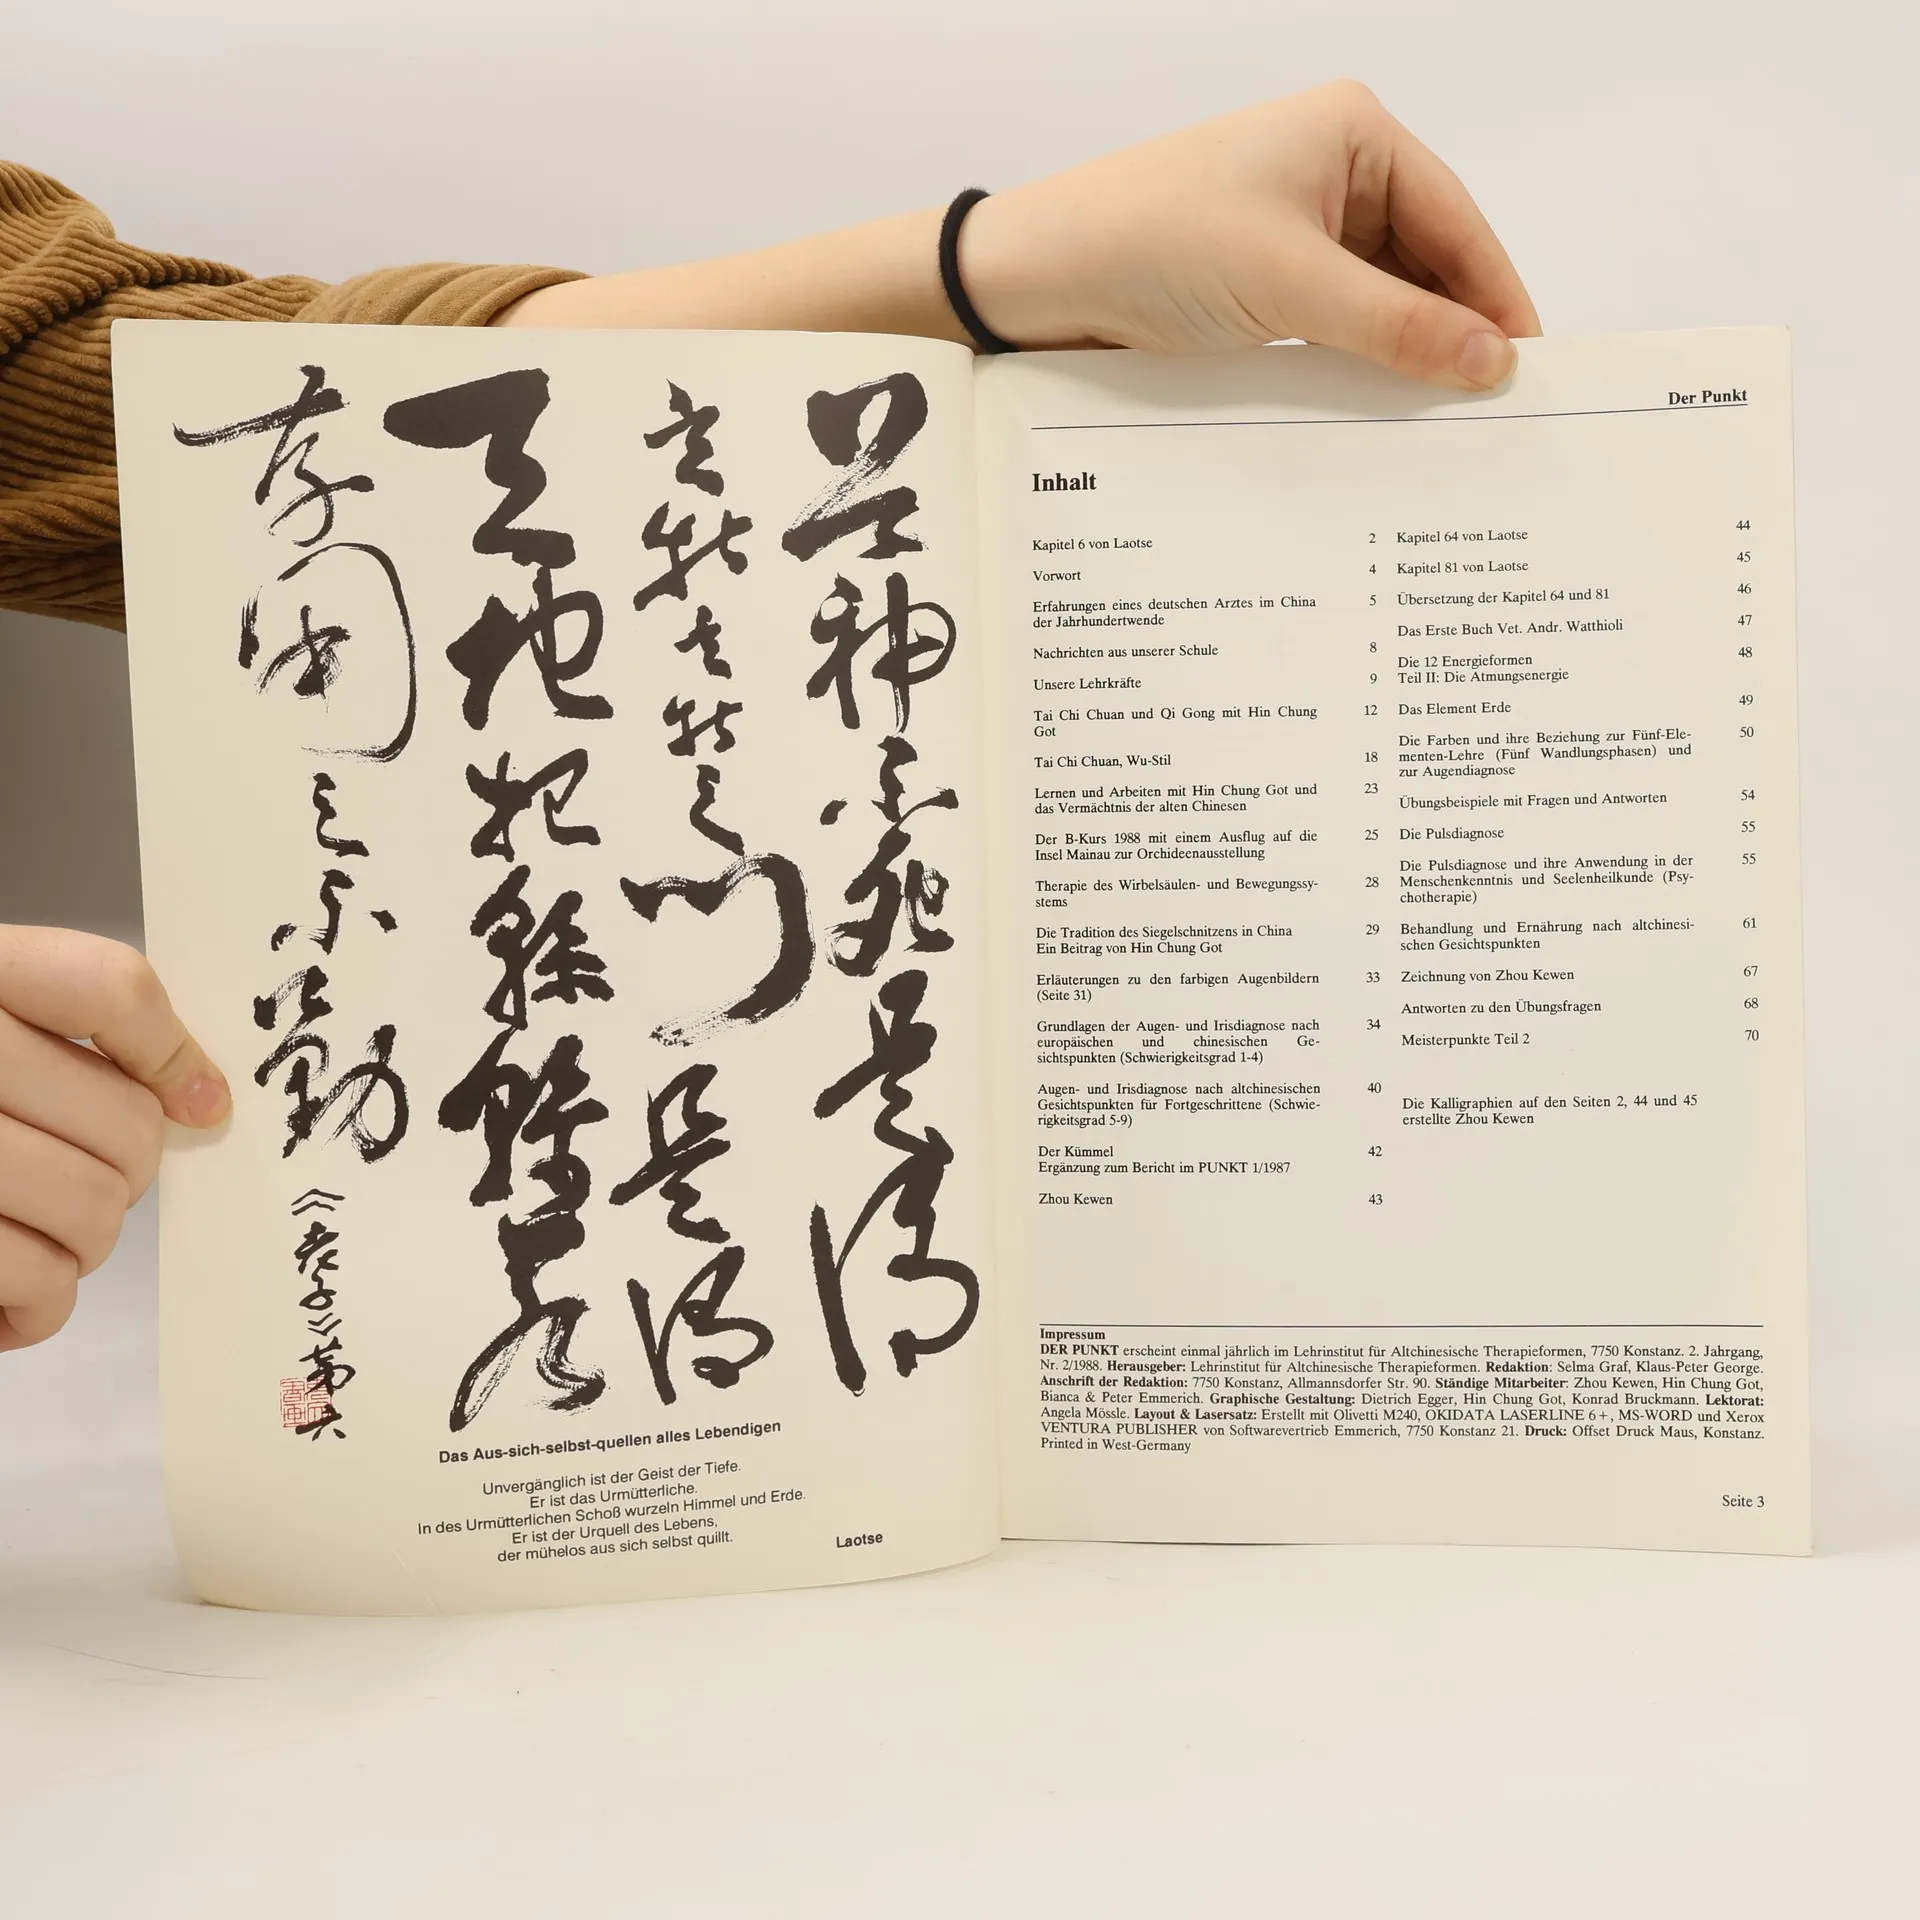 谷神不死是谓
玄牝玄牝之门是谓
天地根緜緜若
存用之不勤《老子》第六
Das Aus-sich-selbst-quellen alles Lebendigen
Unvergänglich ist der Geist der Tiefe.
Er ist das Urmütterliche.
In des Urmütterlichen Schoß wurzeln Himmel und Erde.
Er ist der Urquell des Lebens,
der mühelos aus sich selbst quillt.
Laotse
Der Punkt
Inhalt
Kapitel 6 von Laotse 2
Vorwort 4
Erfahrungen eines deutschen Arztes im China 5
der Jahrhundertwende
Nachrichten aus unserer Schule 8
Unsere Lehrkräfte 9
Tai Chi Chuan und Qi Gong mit Hin Chung 12
Got
Tai Chi Chuan, Wu-Stil 18
Lernen und Arbeiten mit Hin Chung Got und 23
das Vermächtnis der alten Chinesen
Der B-Kurs 1988 mit einem Ausflug auf die 25
Insel Mainau zur Orchideenausstellung
Therapie des Wirbelsäulen- und Bewegungssy- 28
stems
Die Tradition des Siegelschnitzens in China 29
Ein Beitrag von Hin Chung Got
Erläuterungen zu den farbigen Augenbildern 33
(Seite 31)
Grundlagen der Augen- und Irisdiagnose nach 34
europäischen und chinesischen Ge-
sichtspunkten (Schwierigkeitsgrad 1-4)
Augen- und Irisdiagnose nach altchinesischen 40
Gesichtspunkten für Fortgeschrittene (Schwie-
rigkeitsgrad 5-9)
Der Kümmel 42
Ergänzung zum Bericht im PUNKT 1/1987
Zhou Kewen 43
Kapitel 64 von Laotse 44
Kapitel 81 von Laotse 45
Übersetzung der Kapitel 64 und 81 46
Das Erste Buch Vet. Andr. Watthioli 47
Die 12 Energieformen 48
Teil II: Die Atmungsenergie
Das Element Erde 49
Die Farben und ihre Beziehung zur Fünf-Ele- 50
menten-Lehre (Fünf Wandlungsphasen) und
zur Augendiagnose
Übungsbeispiele mit Fragen und Antworten 54
Die Pulsdiagnose 55
Die Pulsdiagnose und ihre Anwendung in der 55
Menschenkenntnis und Seelenheilkunde (Psy-
chotherapie)
Behandlung und Ernährung nach altchinesi- 61
schen Gesichtspunkten
Zeichnung von Zhou Kewen 67
Antworten zu den Übungsfragen 68
Meisterpunkte Teil 2 70
Die Kalligraphien auf den Seiten 2, 44 und 45
erstellte Zhou Kewen
Impressum
DER PUNKT erscheint einmal jährlich im Lehrinstitut für Altchinesische Therapieformen, 7750 Konstanz. 2. Jahrgang,
Nr. 2/1988. Herausgeber: Lehrinstitut für Altchinesische Therapieformen. Redaktion: Selma Graf, Klaus-Peter George.
Anschrift der Redaktion: 7750 Konstanz, Allmannsdorfer Str. 90. Ständige Mitarbeiter: Zhou Kewen, Hin Chung Got,
Bianca & Peter Emmerich. Graphische Gestaltung: Dietrich Egger, Hin Chung Got, Konrad Bruckmann. Lektorat:
Angela Mössle. Layout & Lasersatz: Erstellt mit Olivetti M240, OKIDATA LASERLINE 6+, MS-WORD und Xerox
VENTURA PUBLISHER von Softwarevertrieb Emmerich, 7750 Konstanz 21. Druck: Offset Druck Maus, Konstanz.
Printed in West-Germany
Seite 3